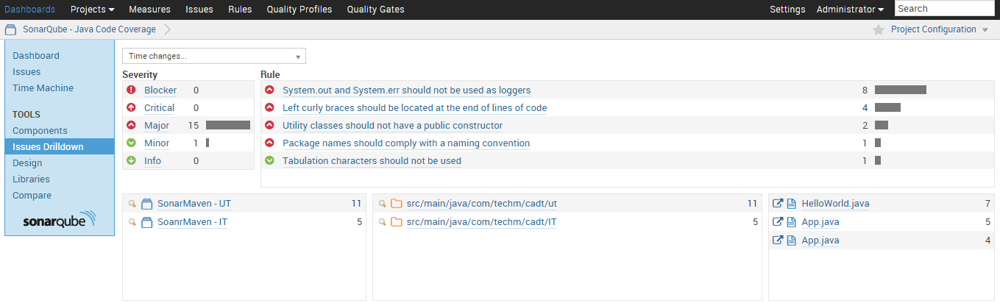 Dashboards Projects Measures Issues Rules Quality Profiles Quality Gates Settings Administrator Search
SonarQube - Java Code Coverage Project Configuration
Dashboard
Issues
Time Machine
TOOLS
Components
Issues Drilldown
Design
Libraries
Compare
sonarqube
Time changes...
Severity
Blocker 0
Critical 0
Major 15
Minor 1
Info 0
Rule
System.out and System.err should not be used as loggers 8
Left curly braces should be located at the end of lines of code 4
Utility classes should not have a public constructor 2
Package names should comply with a naming convention 1
Tabulation characters should not be used 1
SonarMaven - UT 11
SoanrMaven - IT 5
src/main/java/com/techm/cadt/ut 11
src/main/java/com/techm/cadt/IT 5
HelloWorld.java 7
App.java 5
App.java 4